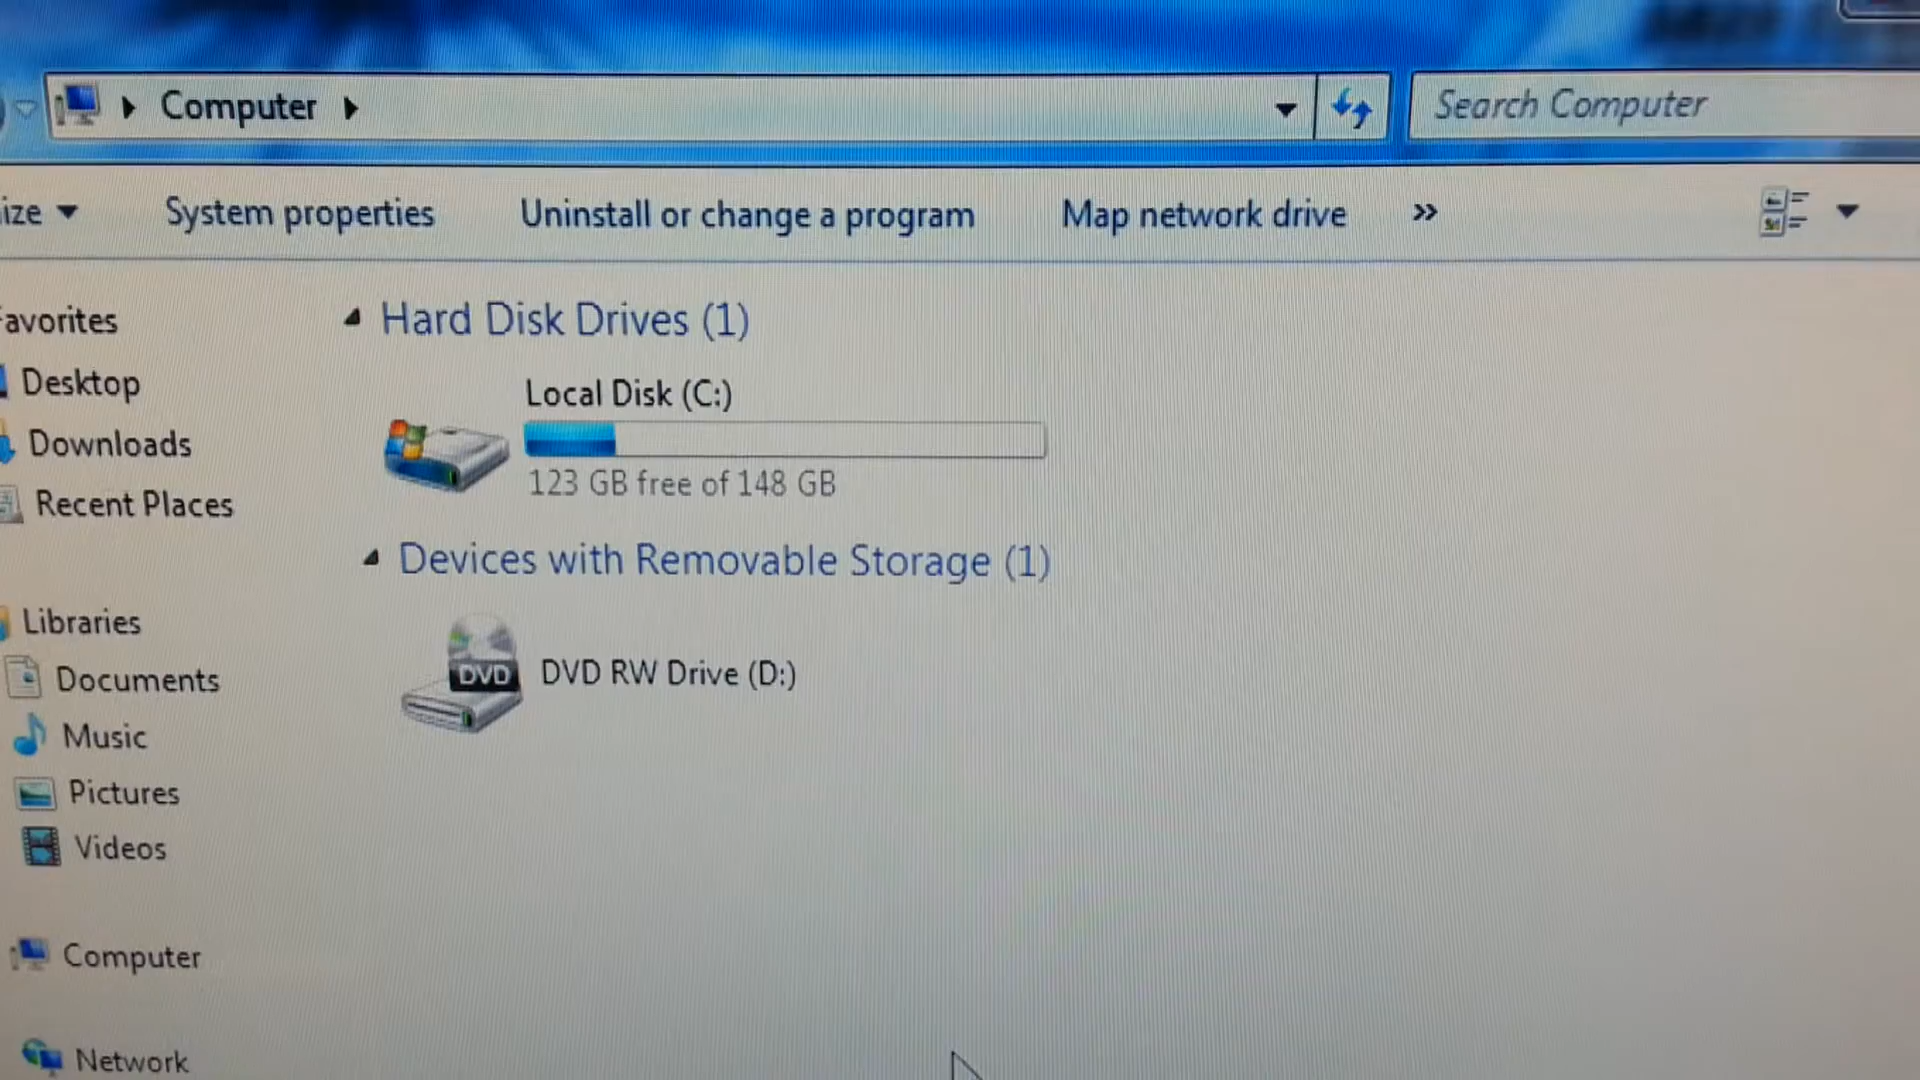 Computer
Search Computer
ize
System properties
Uninstall or change a program
Map network drive
»
avorites
Desktop
Downloads
Recent Places
Libraries
Documents
Music
Pictures
Videos
Computer
Network
Hard Disk Drives (1)
Local Disk (C:)
123 GB free of 148 GB
Devices with Removable Storage (1)
DVD
DVD RW Drive (D:)